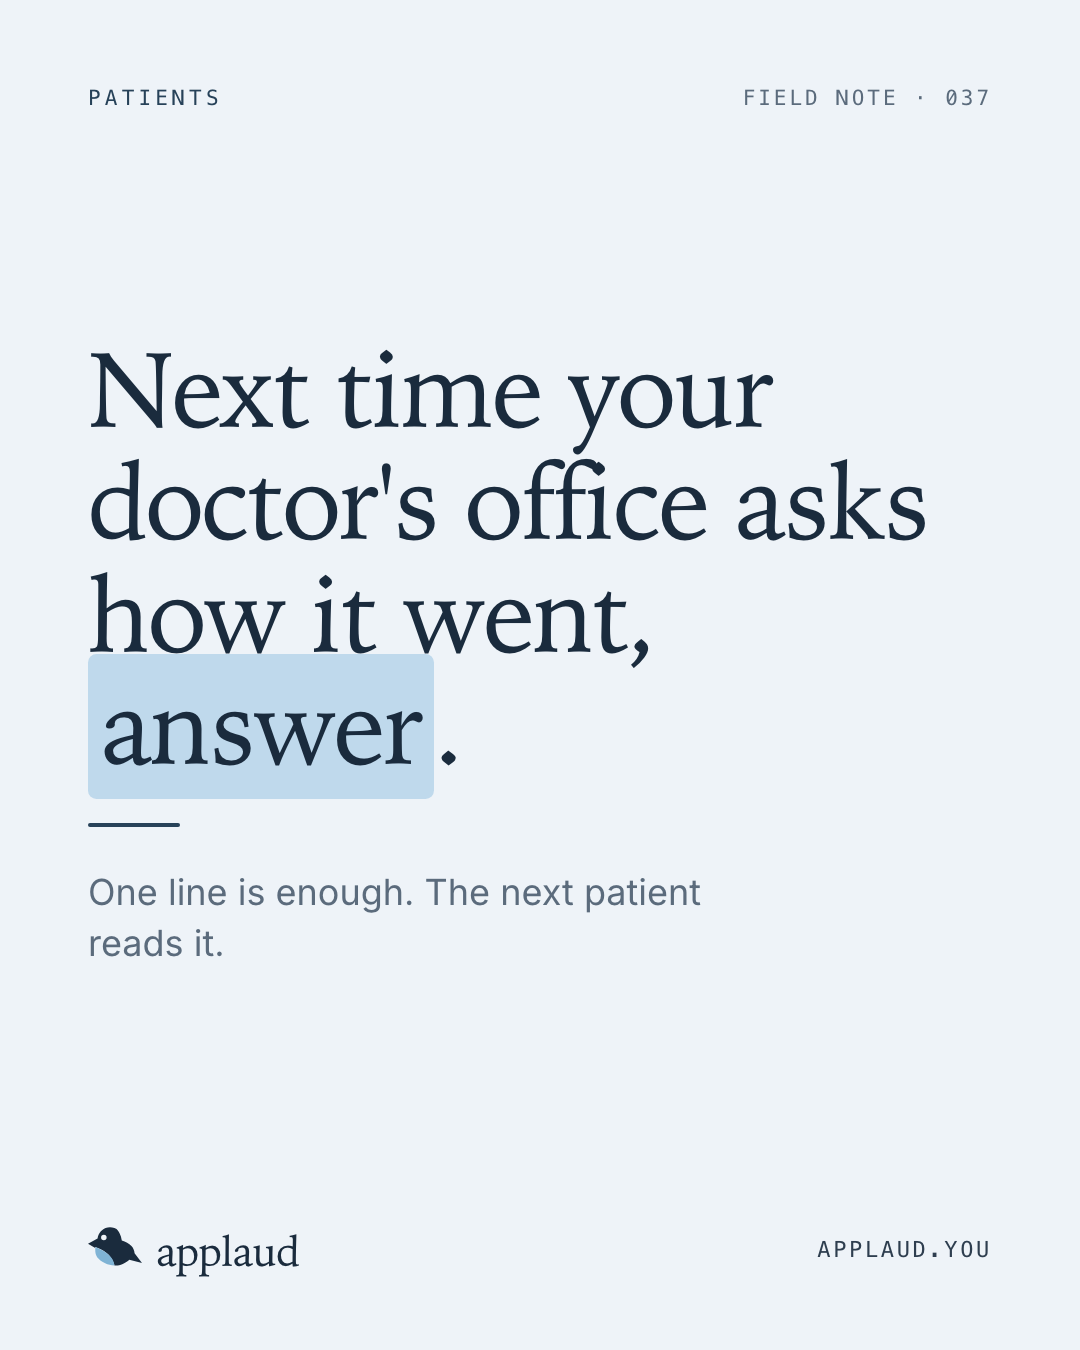 PATIENTS
FIELD NOTE · 037
Next time your
doctor's office asks
how it went,
answer.
One line is enough. The next patient
reads it.
applaud
APPLAUD.YOU